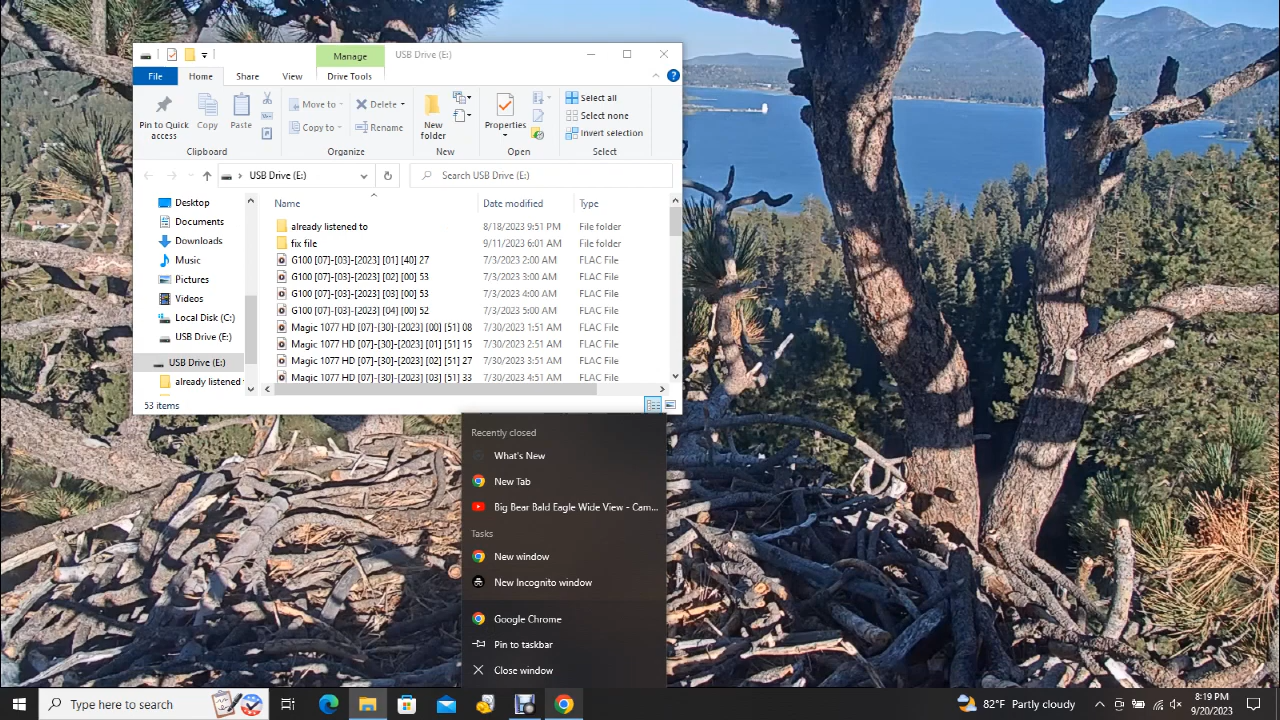 Manage
USB Drive (E:)
File
Home
Share
View
Drive Tools
Pin to Quick
access
Copy
Paste
Move to
Copy to
Delete
Rename
New
folder
Properties
Select all
Select none
Invert selection
Clipboard
Organize
New
Open
Select
USB Drive (E:)
Search USB Drive (E:)
Desktop
Documents
Downloads
Music
Pictures
Videos
Local Disk (C:)
USB Drive (E:)
USB Drive (E:)
already listened
Name Date modified Type
already listened to 8/18/2023 9:51 PM File folder
fix file 9/11/2023 6:01 AM File folder
G100 [07]-[03]-[2023] [01] [40] 27 7/3/2023 2:00 AM FLAC File
G100 [07]-[03]-[2023] [02] [00] 53 7/3/2023 3:00 AM FLAC File
G100 [07]-[03]-[2023] [03] [00] 53 7/3/2023 4:00 AM FLAC File
G100 [07]-[03]-[2023] [04] [00] 52 7/3/2023 5:00 AM FLAC File
Magic 1077 HD [07]-[30]-[2023] [00] [51] 08 7/30/2023 1:51 AM FLAC File
Magic 1077 HD [07]-[30]-[2023] [01] [51] 15 7/30/2023 2:51 AM FLAC File
Magic 1077 HD [07]-[30]-[2023] [02] [51] 27 7/30/2023 3:51 AM FLAC File
Magic 1077 HD [07]-[30]-[2023] [03] [51] 33 7/30/2023 4:51 AM FLAC File
53 items
Recently closed
What's New
New Tab
Big Bear Bald Eagle Wide View - Cam...
Tasks
New window
New Incognito window
Google Chrome
Pin to taskbar
Close window
Type here to search
82°F Partly cloudy
8:19 PM
9/20/2023